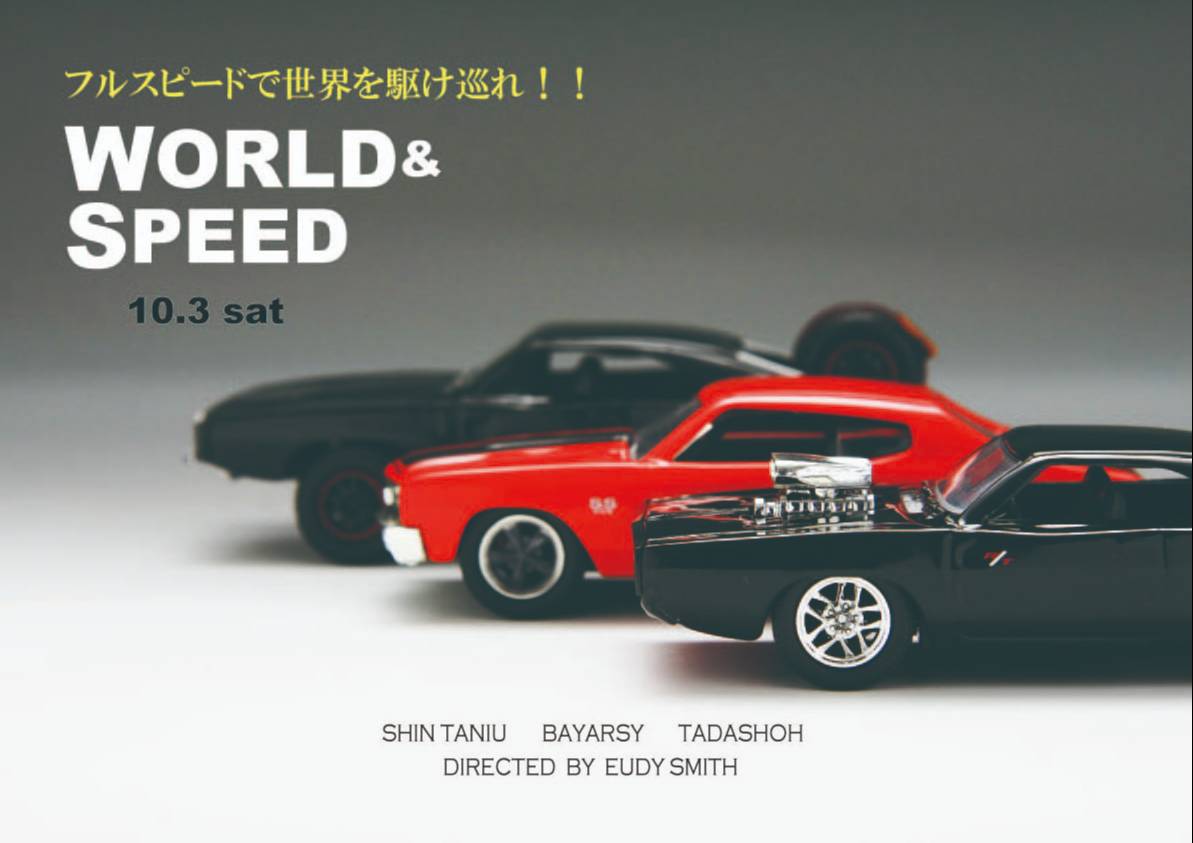 フルスピードで世界を駆け巡れ！！
WORLD&
SPEED
10.3 sat
SS
R/T
SHIN TANIU BAYARSY TADASHOH
DIRECTED BY EUDY SMITH